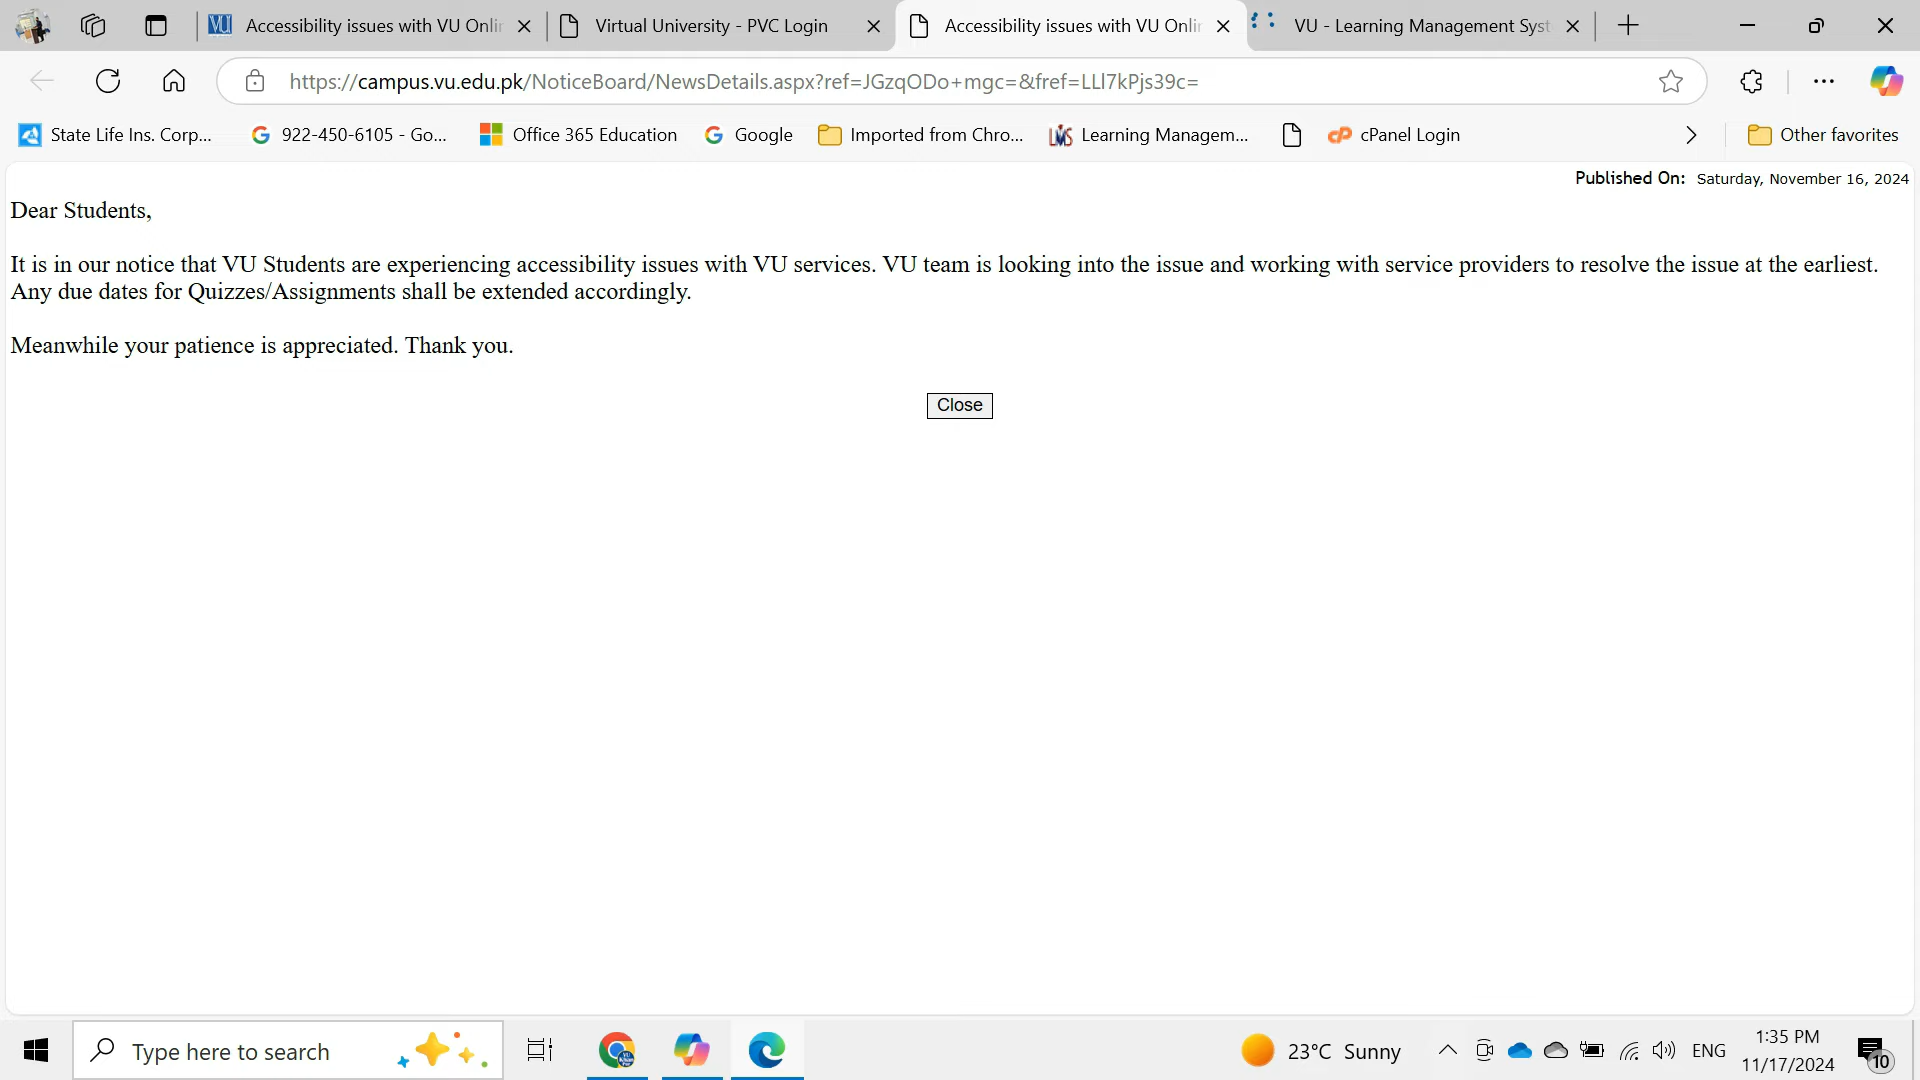 Accessibility issues with VU Onlin
Virtual University - PVC Login
Accessibility issues with VU Onlin
VU - Learning Management Syst
https://campus.vu.edu.pk/NoticeBoard/NewsDetails.aspx?ref=JGzqODo+mgc=&fref=LLl7kPjs39c=
State Life Ins. Corp...
922-450-6105 - Go...
Office 365 Education
Google
Imported from Chro...
Learning Managem...
cPanel Login
Other favorites
Published On: Saturday, November 16, 2024
Dear Students,
It is in our notice that VU Students are experiencing accessibility issues with VU services. VU team is looking into the issue and working with service providers to resolve the issue at the earliest.
Any due dates for Quizzes/Assignments shall be extended accordingly.
Meanwhile your patience is appreciated. Thank you.
Close
Type here to search
23°C Sunny
ENG
1:35 PM
11/17/2024
10